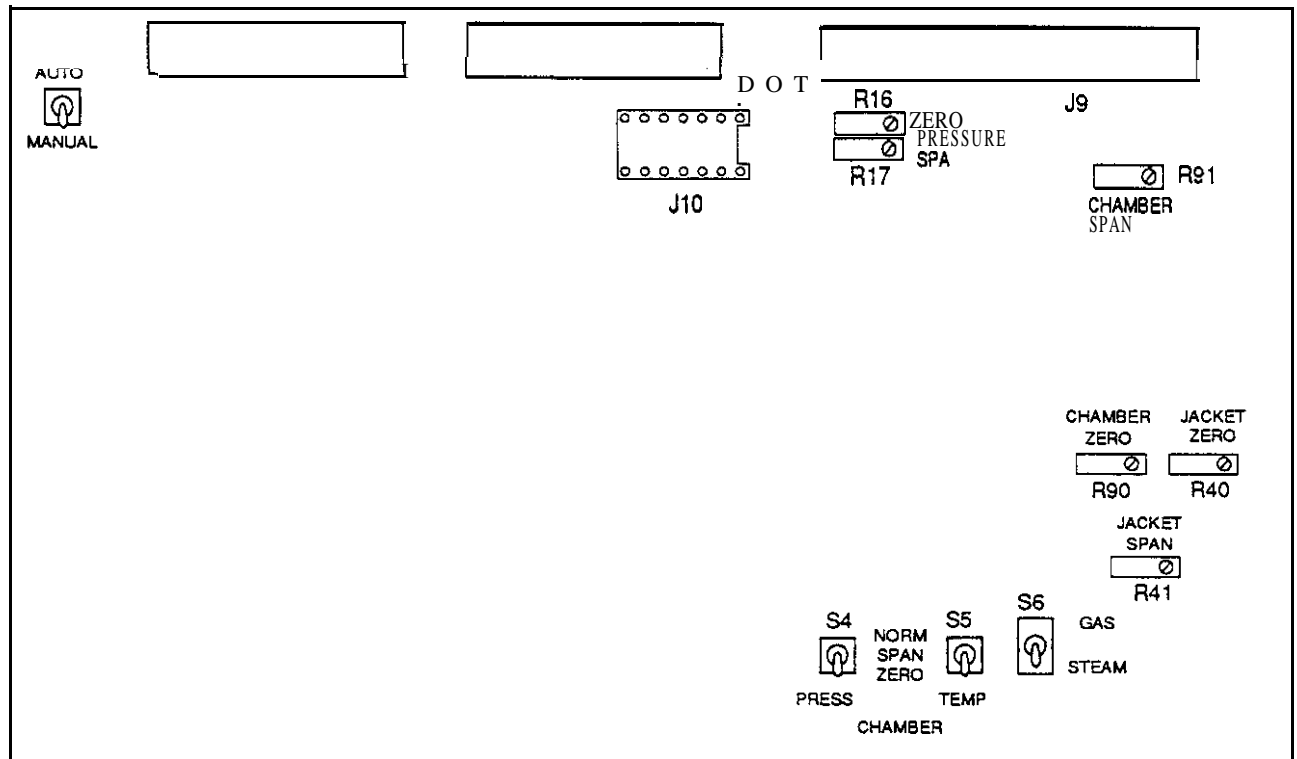 AUTO
MANUAL
D O T
J10
R16
ZERO
PRESSURE
SPA
R17
J9
R91
CHAMBER
SPAN
CHAMBER
ZERO
R90
JACKET
ZERO
R40
JACKET
SPAN
R41
S4
PRESS
NORM
SPAN
ZERO
S5
TEMP
CHAMBER
S6
GAS
STEAM